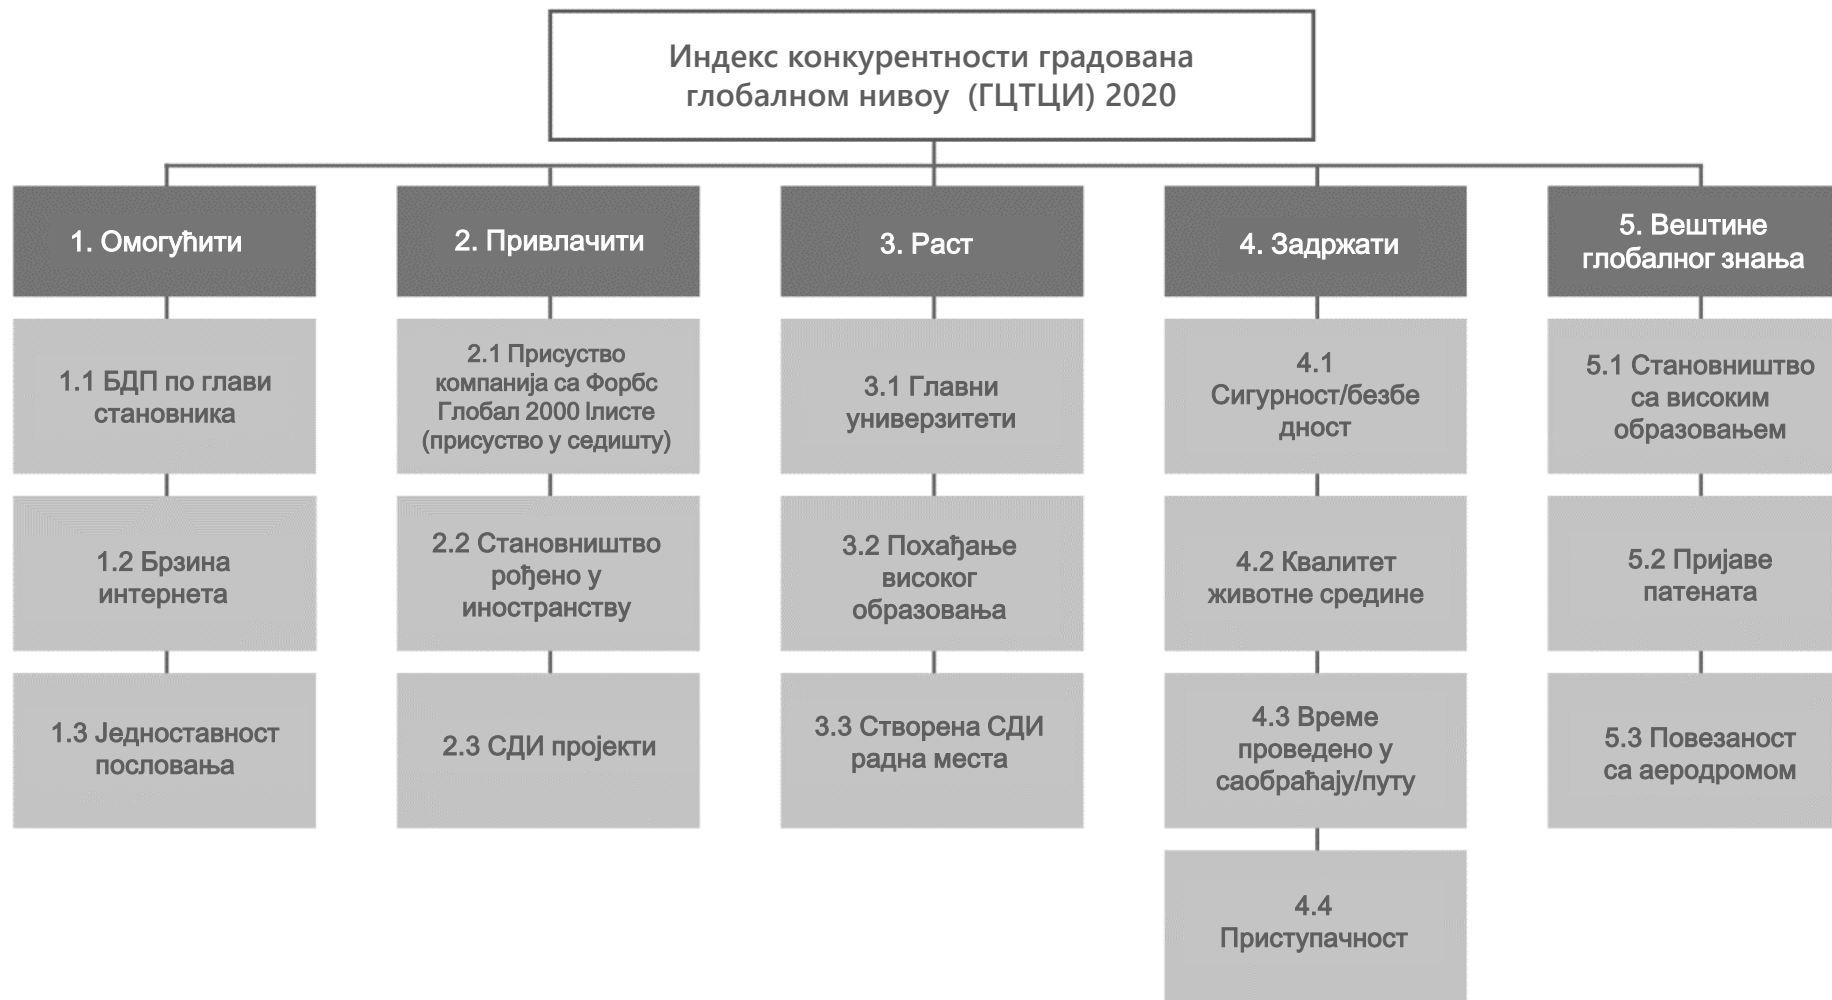 Индекс конкурентности градована
глобалном нивоу (ГЦТЦИ) 2020
1. Омогућити
1.1 БДП по глави
становника
1.2 Брзина
интернета
1.3 Једноставност
пословања
2. Привлачити
2.1 Присуство
компанија са Форбс
Глобал 2000 lлисте
(присуство у седишту)
2.2 Становништво
рођено у
иностранству
2.3 СДИ пројекти
3. Раст
3.1 Главни
универзитети
3.2 Похађање
високог
образовања
3.3 Створена СДИ
радна места
4. Задржати
4.1
Сигурност/безбе
дност
4.2 Квалитет
животне средине
4.3 Време
проведено у
саобраћају/путу
4.4
Приступачност
5. Вештине
глобалног знања
5.1 Становништво
са високим
образовањем
5.2 Пријаве
патената
5.3 Повезаност
са аеродромом